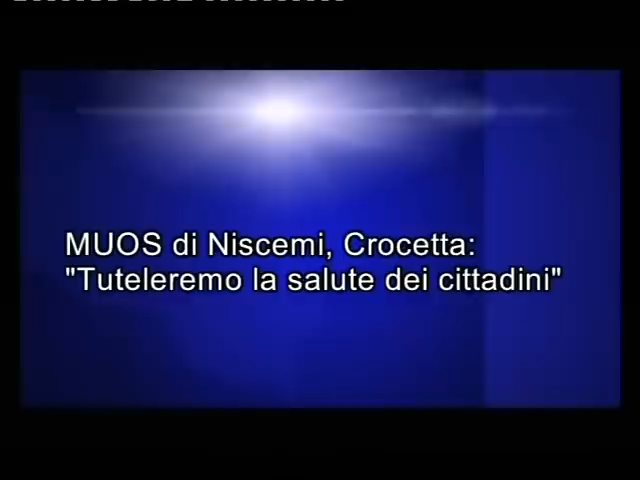 MUOS di Niscemi, Crocetta:
"Tuteleremo la salute dei cittadini"